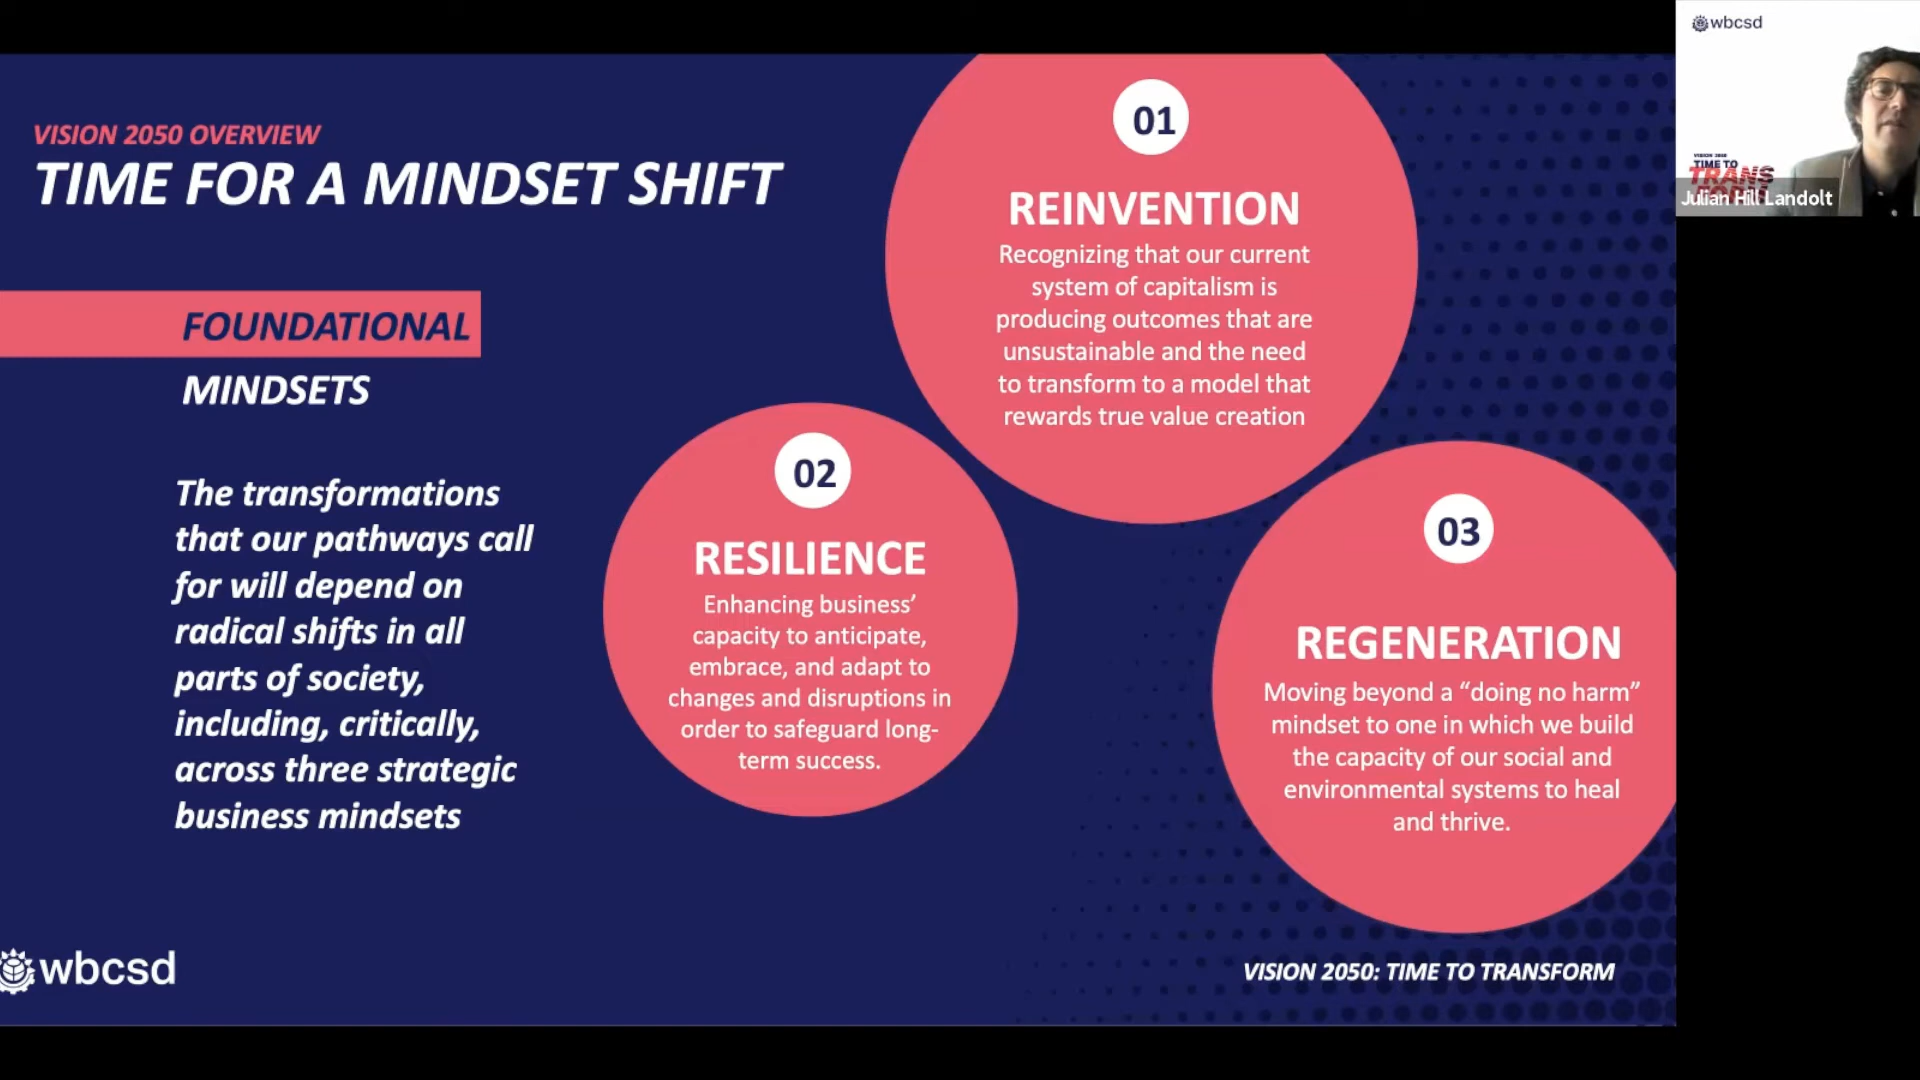 VISION 2050 OVERVIEW
TIME FOR A MINDSET SHIFT
FOUNDATIONAL
MINDSETS
The transformations
that our pathways call
for will depend on
radical shifts in all
parts of society,
including, critically,
across three strategic
business mindsets
01
REINVENTION
Recognizing that our current
system of capitalism is
producing outcomes that are
unsustainable and the need
to transform to a model that
rewards true value creation
02
RESILIENCE
Enhancing business’
capacity to anticipate,
embrace, and adapt to
changes and disruptions in
order to safeguard long-
term success.
03
REGENERATION
Moving beyond a “doing no harm”
mindset to one in which we build
the capacity of our social and
environmental systems to heal
and thrive.
wbcsd
VISION 2050: TIME TO TRANSFORM
wbcsd
VISION 2050
TIME TO
TRANS
FORM
Julian Hill Landolt